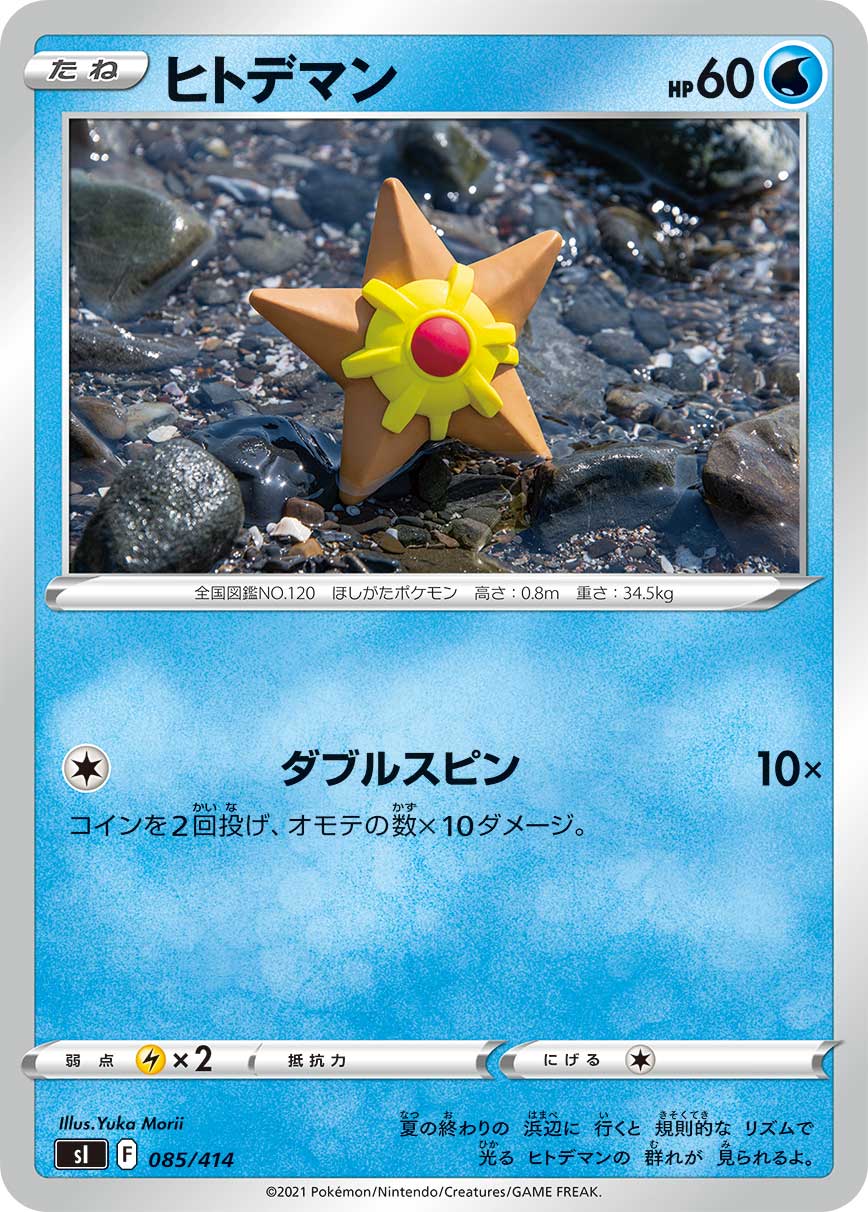 たね
ヒトデマン
HP60
全国図鑑NO.120 ほしがたポケモン 高さ：0.8m 重さ：34.5kg
ダブルスピン 10×
コインを2回投げ、オモテの数×10ダメージ。
弱点 ×2 抵抗力 にげる
Illus.Yuka Morii
夏の終わりの 浜辺に 行くと 規則的な リズムで
光る ヒトデマンの 群れが 見られるよ。
sI F 085/414
©2021 Pokémon/Nintendo/Creatures/GAME FREAK.